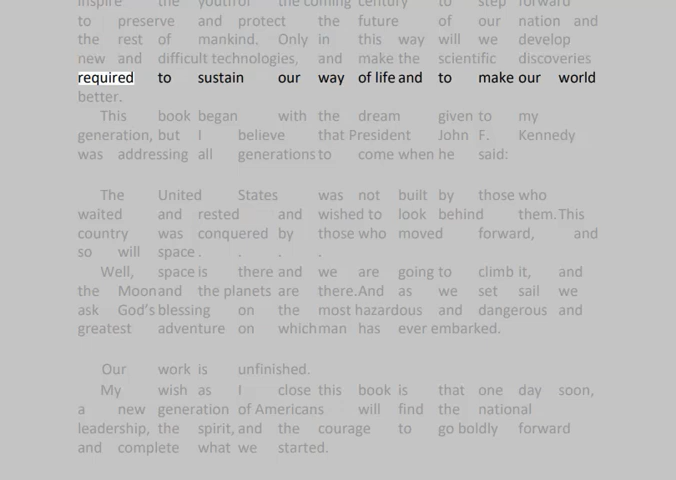 inspire the youthful the coming century to step forward
to preserve and protect the future of our nation and
the rest of mankind. Only in this way will we develop
new and difficult technologies, and make the scientific discoveries
required to sustain our way of life and to make our world
better.
This book began with the dream given to my
generation, but I believe that President John F. Kennedy
was addressing all generations to come when he said:
The United States was not built by those who
waited and rested and wished to look behind them. This
country was conquered by those who moved forward, and
so will space . . . .
Well, space is there and we are going to climb it, and
the Moon and the planets are there. And as we set sail we
ask God's blessing on the most hazardous and dangerous and
greatest adventure on which man has ever embarked.
Our work is unfinished.
My wish as I close this book is that one day soon,
a new generation of Americans will find the national
leadership, the spirit, and the courage to go boldly forward
and complete what we started.